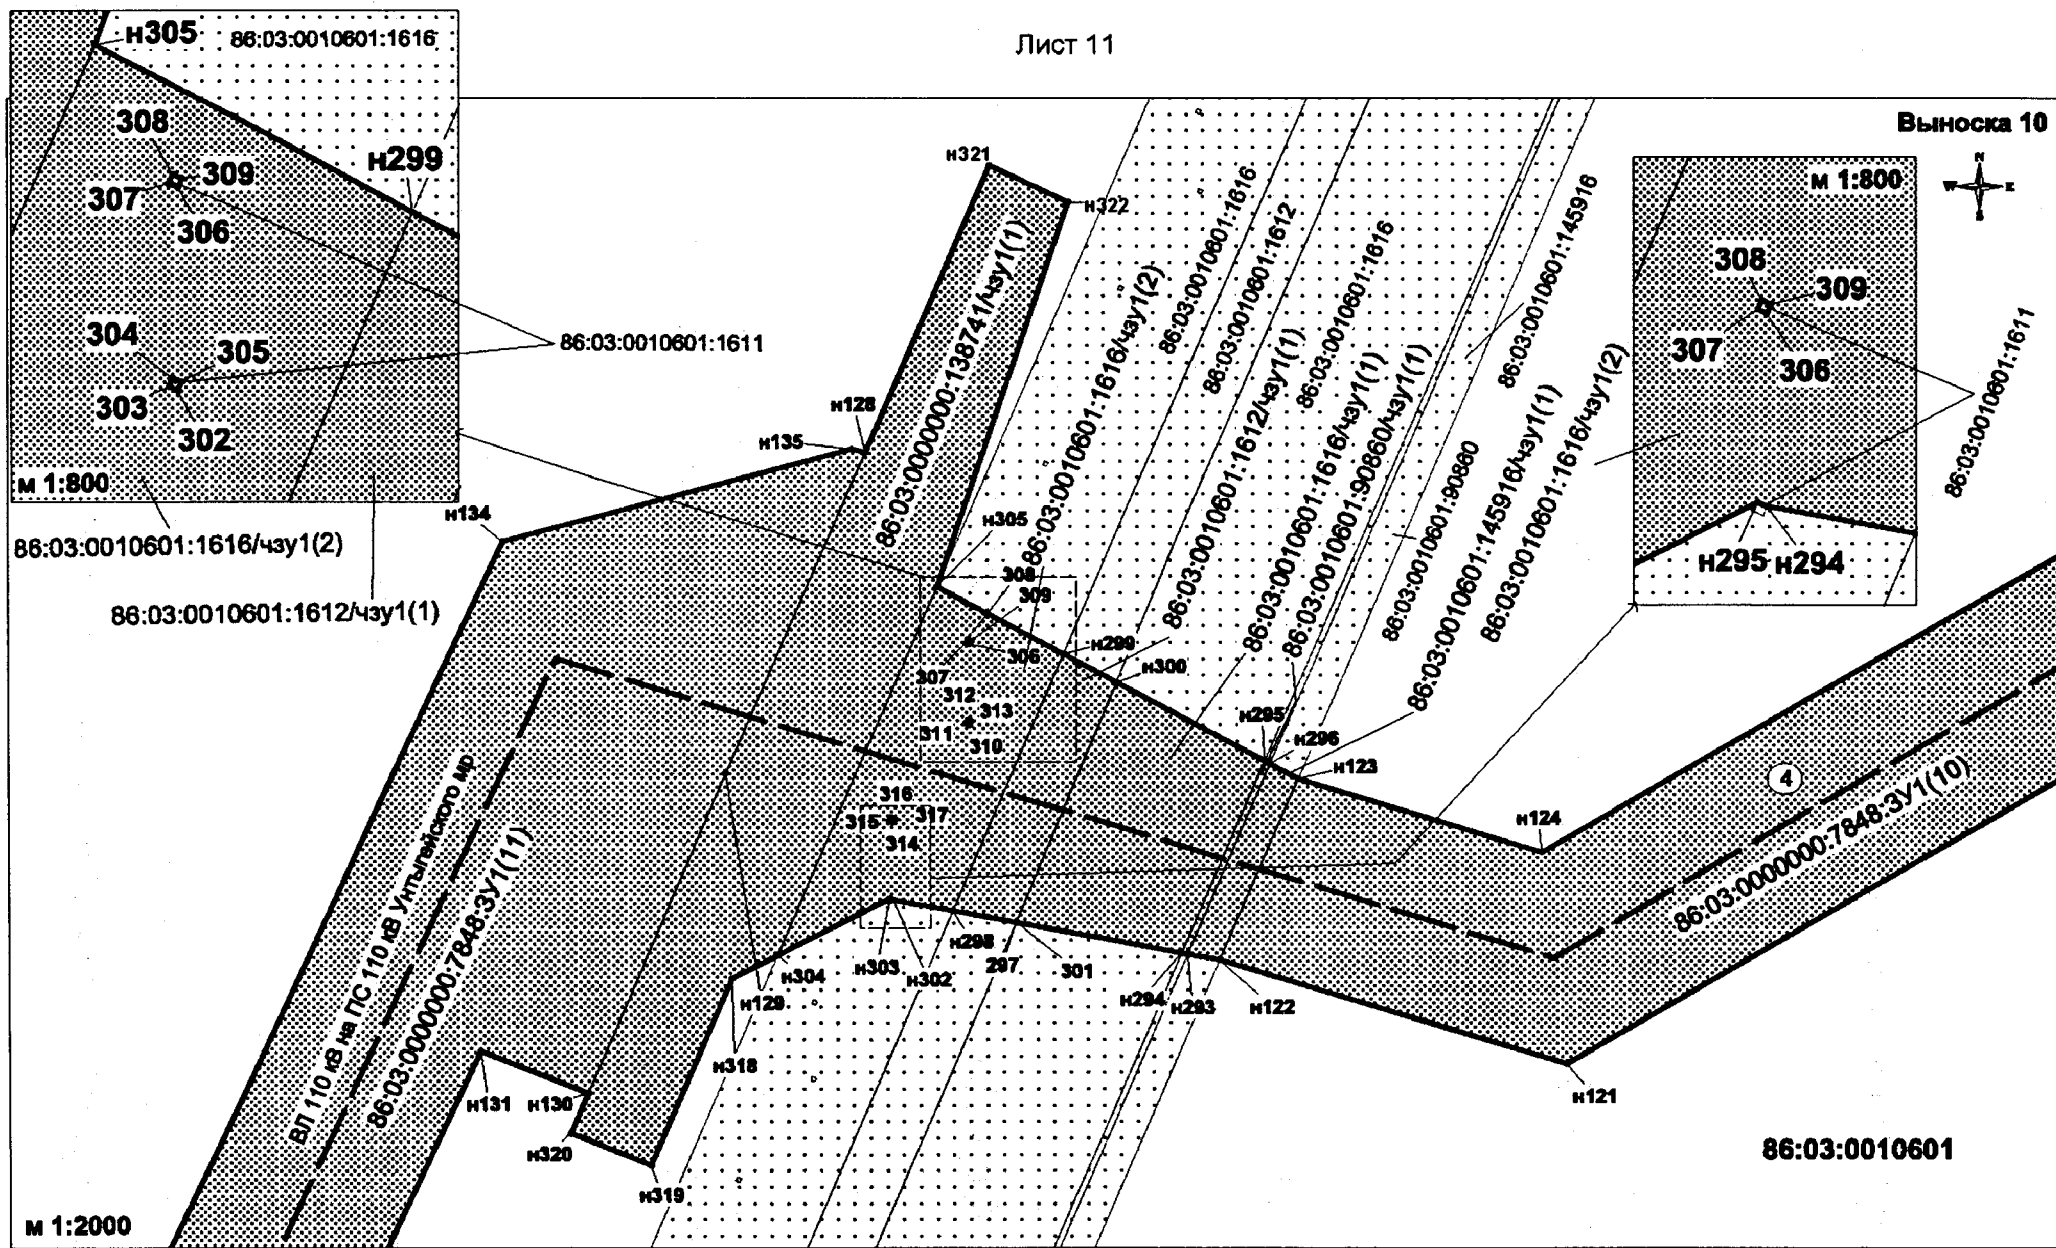 Лист 11
Выноска 10
н305
86:03:0010601:1616
308
н299
309
307
306
304
305
303
302
м 1:800
86:03:0010601:1611
86:03:0010601:1616/чзу1(2)
86:03:0010601:1612/чзу1(1)
N
W
E
S
м 1:800
308
309
307
306
н295
н294
86:03:0010601:1611
н321
н322
86:03:0000000:138741/чзу1(1)
86:03:0010601:1616/чзу1(2)
86:03:0010601:1616
86:03:0010601:1612
86:03:0010601:1612/чзу1(1)
86:03:0010601:1616
86:03:0010601:1616/чзу1(1)
86:03:0010601:90860/чзу1(1)
86:03:0010601:145916
86:03:0010601:90860
86:03:0010601:145916/чзу1(1)
86:03:0010601:1616/чзу1(2)
н128
н135
н134
н305
308
309
306
307
н299
н300
312
313
311
310
н295
н296
н123
н124
316
315
317
314
4
86:03:0000000:7848:ЗУ1(10)
ВЛ 110 кВ на ПС 110 кВ Унтыгейского мр
86:03:0000000:7848:ЗУ1(11)
н304
н303
н302
н298
297
301
н294
н293
н122
н121
н129
н318
н131
н130
н320
н319
86:03:0010601
м 1:2000